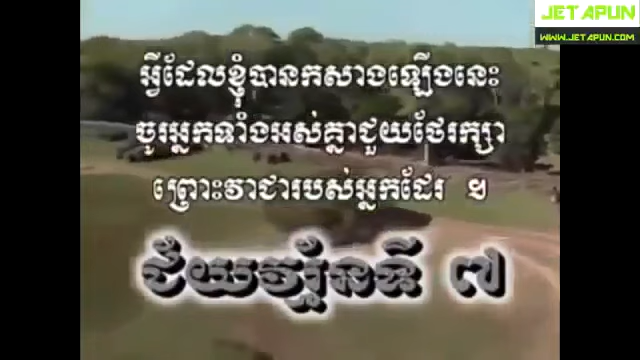 JET APUN
WWW.JETAPUN.COM
អ្វីដែលខ្ញុំបានកសាងឡើងនេះ
ចូរអ្នកទាំងអស់គ្នាជួយថែរក្សា
ព្រោះវាជារបស់អ្នកដែរ ។
ជ័យវរ្ម័នទី ៧